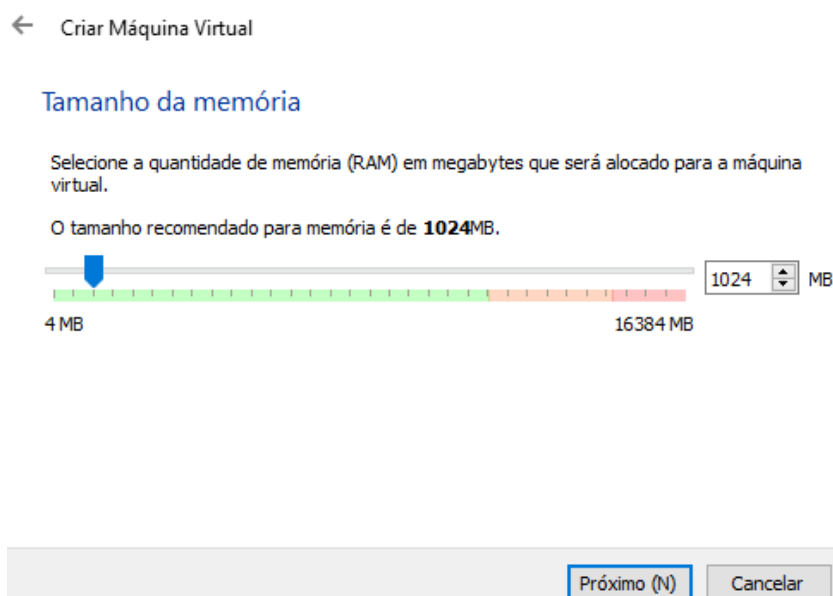 Criar Máquina Virtual
Tamanho da memória
Selecione a quantidade de memória (RAM) em megabytes que será alocado para a máquina
virtual.
O tamanho recomendado para memória é de 1024MB.
1024 MB
4 MB 16384 MB
Próximo (N) Cancelar